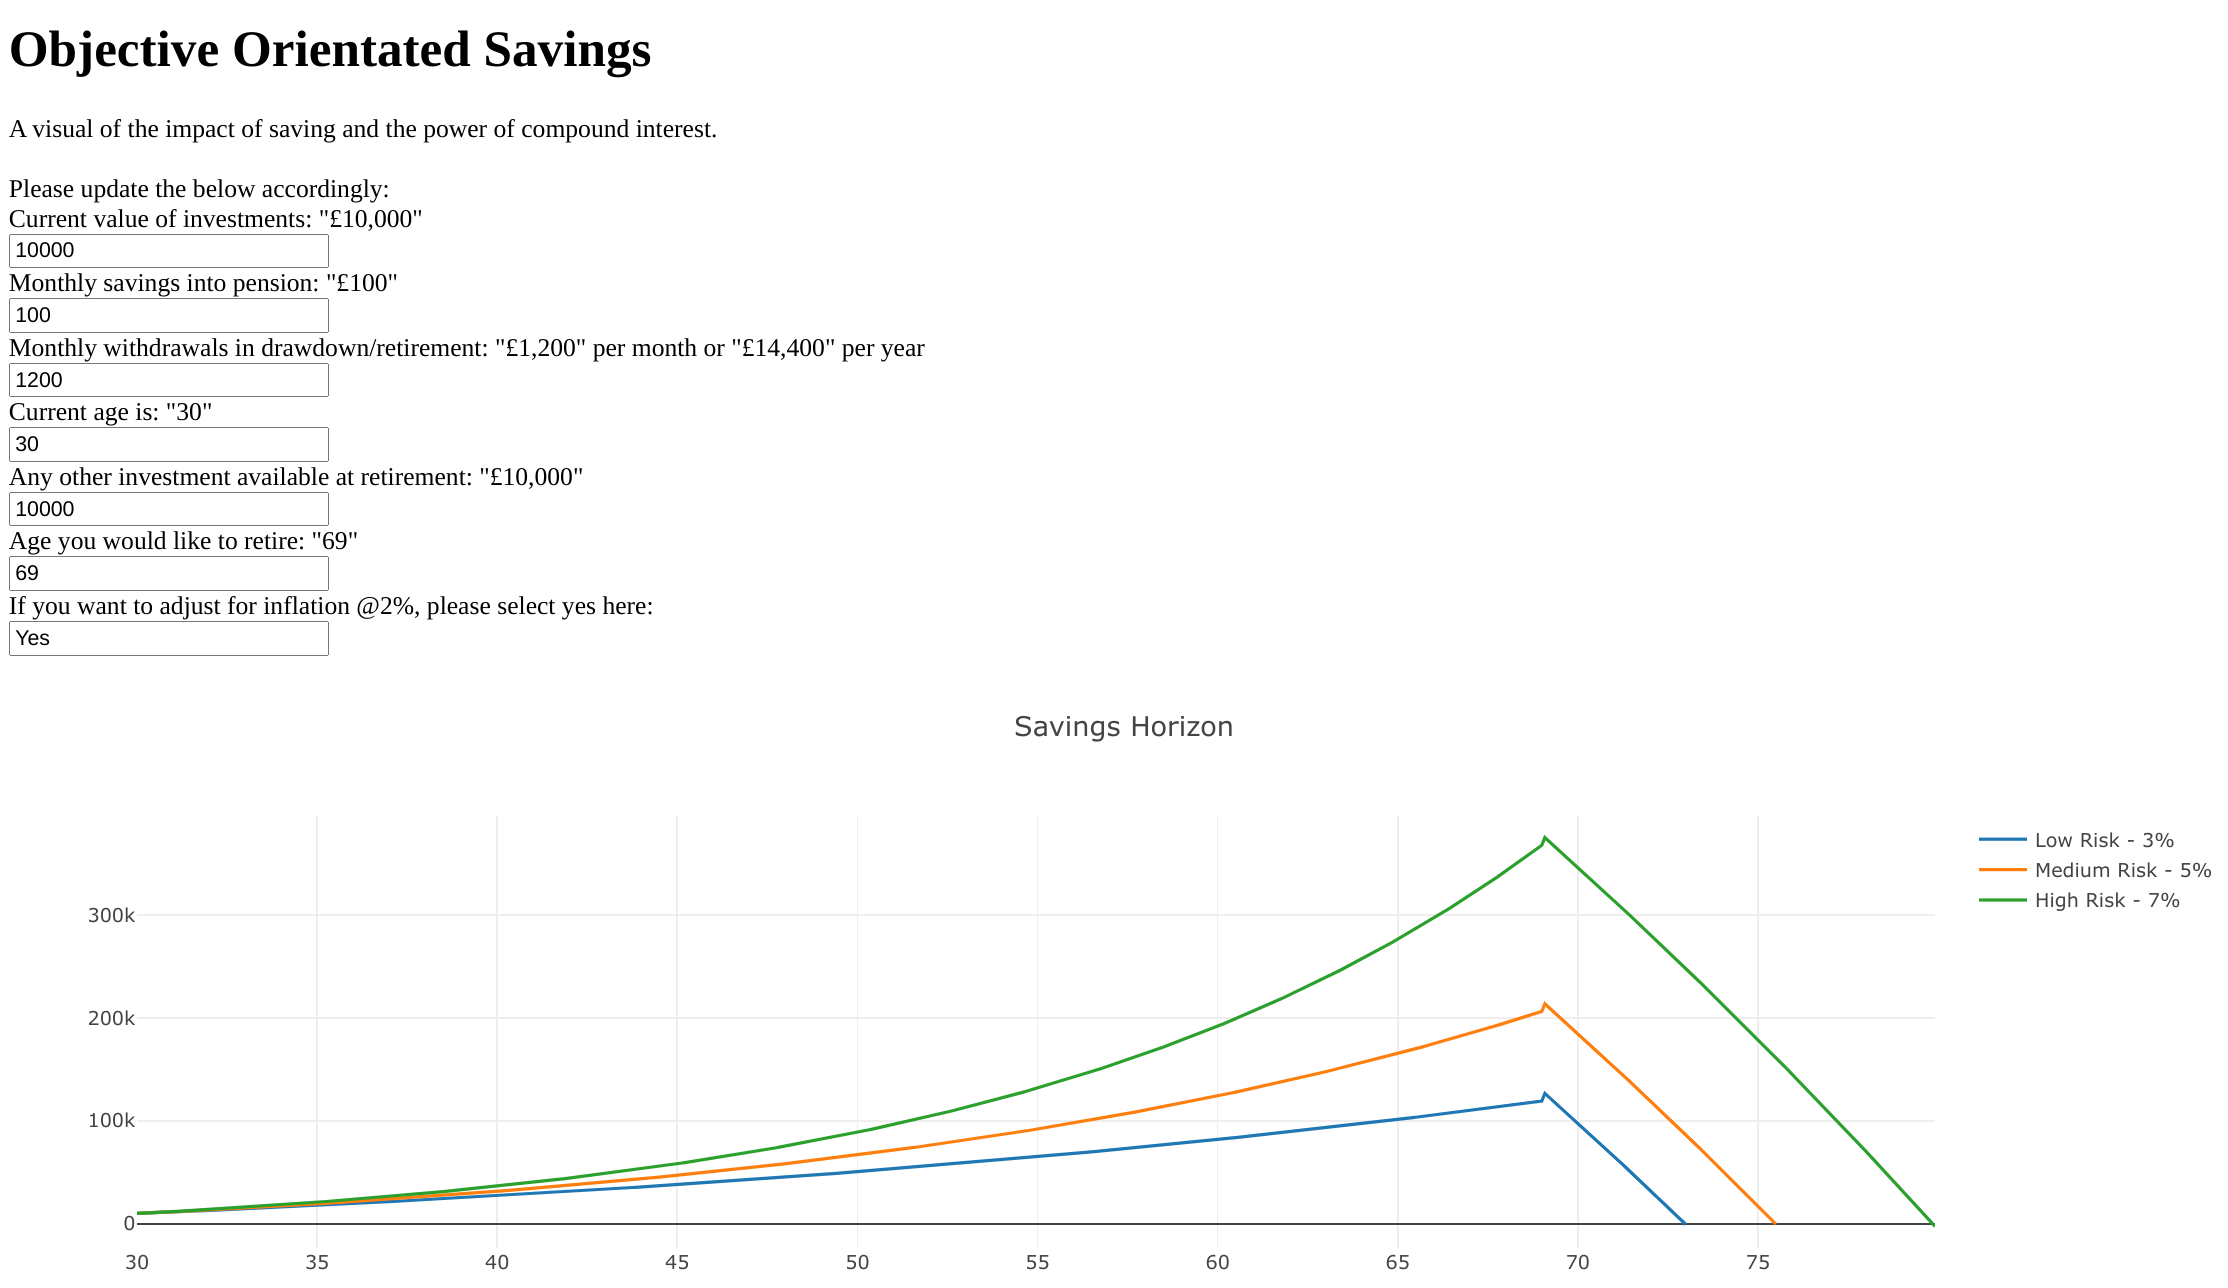 Objective Orientated Savings
A visual of the impact of saving and the power of compound interest.
Please update the below accordingly:
Current value of investments: "£10,000"
10000
Monthly savings into pension: "£100"
100
Monthly withdrawals in drawdown/retirement: "£1,200" per month or "£14,400" per year
1200
Current age is: "30"
30
Any other investment available at retirement: "£10,000"
10000
Age you would like to retire: "69"
69
If you want to adjust for inflation @2%, please select yes here:
Yes
Savings Horizon
Low Risk - 3%
Medium Risk - 5%
High Risk - 7%
300k
200k
100k
0
30 35 40 45 50 55 60 65 70 75